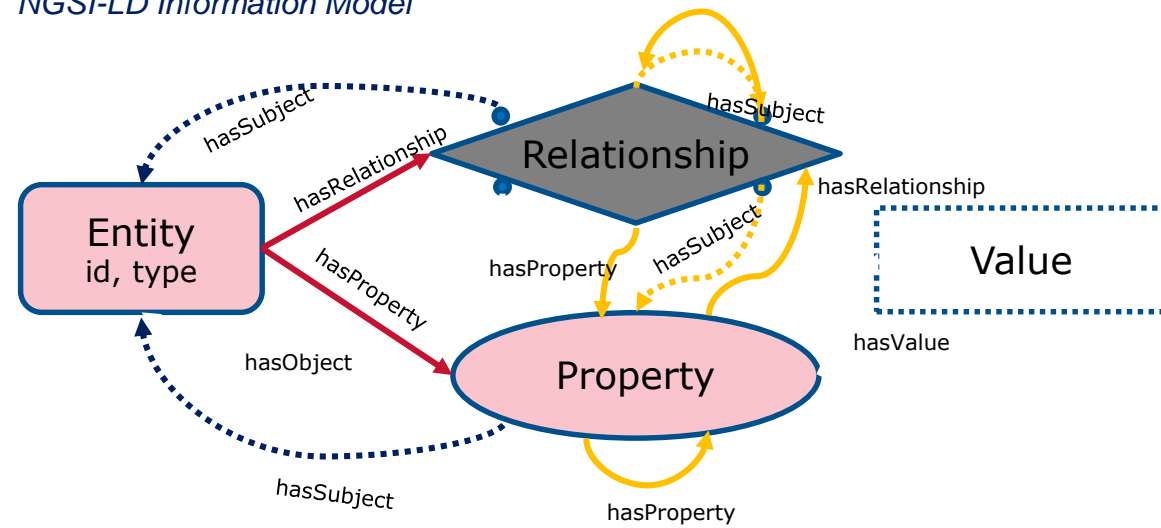 NGSI-LD Information Model
hasSubject
hasSubject
hasRelationship
Relationship
hasRelationship
Entity
id, type
hasProperty
hasProperty
hasSubject
Value
hasObject
hasValue
Property
hasSubject
hasProperty